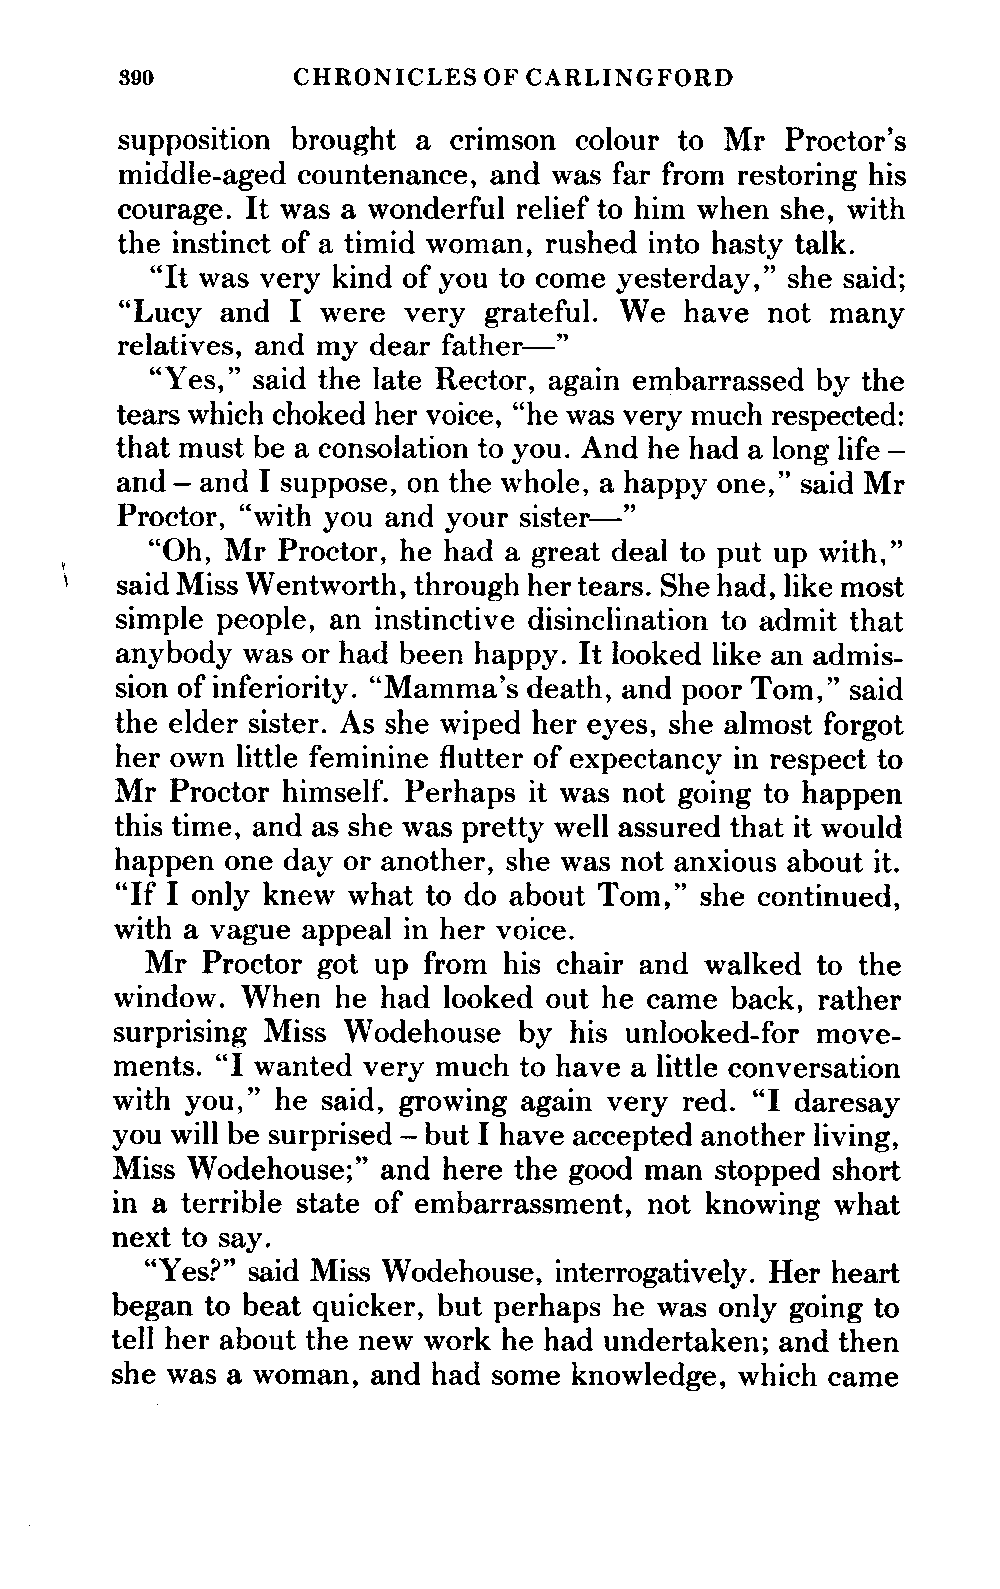 390 CHRONICLES OF CARLINGFORD
supposition brought a crimson colour to Mr Proctor's
middle-aged countenance, and was far from restoring his
courage. It was a wonderful relief to him when she, with
the instinct of a timid woman, rushed into hasty talk.
“It was very kind of you to come yesterday,” she said;
“Lucy and I were very grateful. We have not many
relatives, and my dear father—”
“Yes,” said the late Rector, again embarrassed by the
tears which choked her voice, “he was very much respected:
that must be a consolation to you. And he had a long life –
and – and I suppose, on the whole, a happy one,” said Mr
Proctor, “with you and your sister—”
“Oh, Mr Proctor, he had a great deal to put up with,”
said Miss Wentworth, through her tears. She had, like most
simple people, an instinctive disinclination to admit that
anybody was or had been happy. It looked like an admis-
sion of inferiority. “Mamma's death, and poor Tom,” said
the elder sister. As she wiped her eyes, she almost forgot
her own little feminine flutter of expectancy in respect to
Mr Proctor himself. Perhaps it was not going to happen
this time, and as she was pretty well assured that it would
happen one day or another, she was not anxious about it.
“If I only knew what to do about Tom,” she continued,
with a vague appeal in her voice.
Mr Proctor got up from his chair and walked to the
window. When he had looked out he came back, rather
surprising Miss Wodehouse by his unlooked-for move-
ments. “I wanted very much to have a little conversation
with you,” he said, growing again very red. “I daresay
you will be surprised – but I have accepted another living,
Miss Wodehouse;” and here the good man stopped short
in a terrible state of embarrassment, not knowing what
next to say.
“Yes?” said Miss Wodehouse, interrogatively. Her heart
began to beat quicker, but perhaps he was only going to
tell her about the new work he had undertaken; and then
she was a woman, and had some knowledge, which came